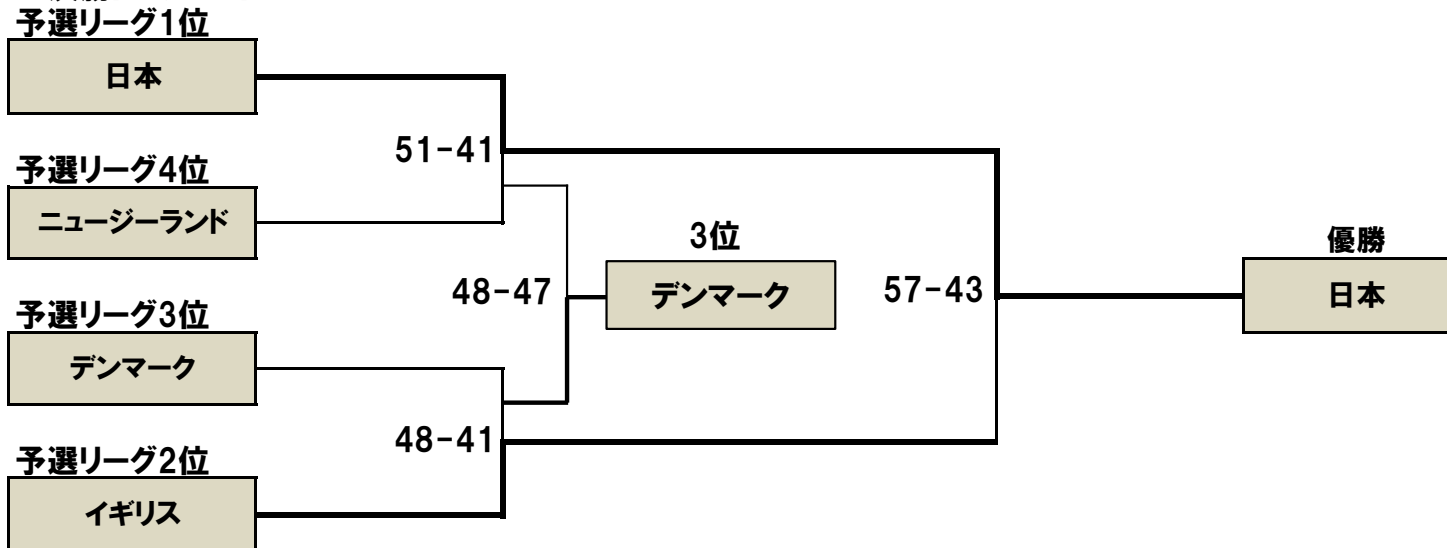 予選リーグ1位
日本
51-41
予選リーグ4位
ニュージーランド
3位
優勝
48-47
デンマーク
57-43
日本
予選リーグ3位
デンマーク
48-41
予選リーグ2位
イギリス